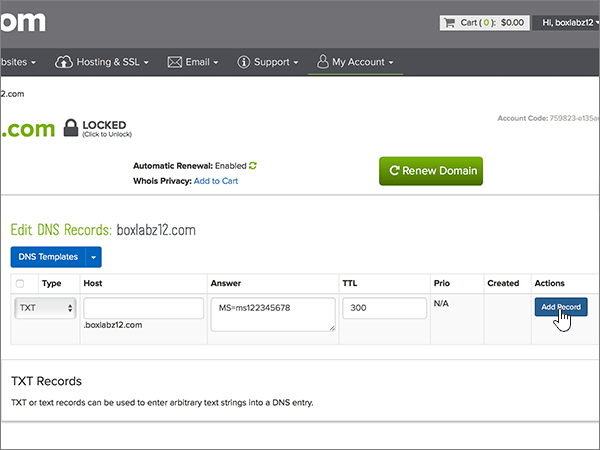 om
Cart ( 0 ): $0.00
Hi, boxlabz12
bsites
Hosting & SSL
Email
Support
My Account
12.com
.com
LOCKED
(Click to Unlock)
Account Code: 759823-e135a
Automatic Renewal: Enabled
Whois Privacy: Add to Cart
Renew Domain
Edit DNS Records: boxlabz12.com
DNS Templates
Type Host Answer TTL Prio Created Actions
TXT MS=ms122345678 300 N/A Add Record
.boxlabz12.com
TXT Records
TXT or text records can be used to enter arbitrary text strings into a DNS entry.